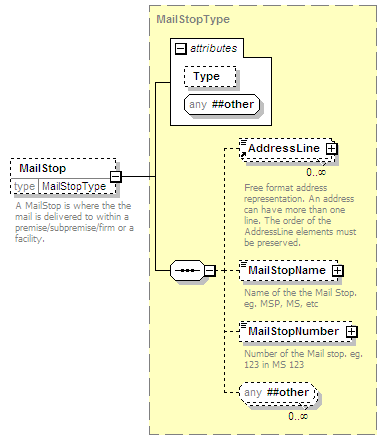 MailStopType
attributes
Type
any ##other
MailStop
type MailStopType
A MailStop is where the the
mail is delivered to within a
premise/subpremise/firm or a
facility.
AddressLine
0..∞
Free format address
representation. An address
can have more than one
line. The order of the
AddressLine elements must
be preserved.
MailStopName
Name of the the Mail Stop.
eg. MSP, MS, etc
MailStopNumber
Number of the Mail stop. eg.
123 in MS 123
any ##other
0..∞